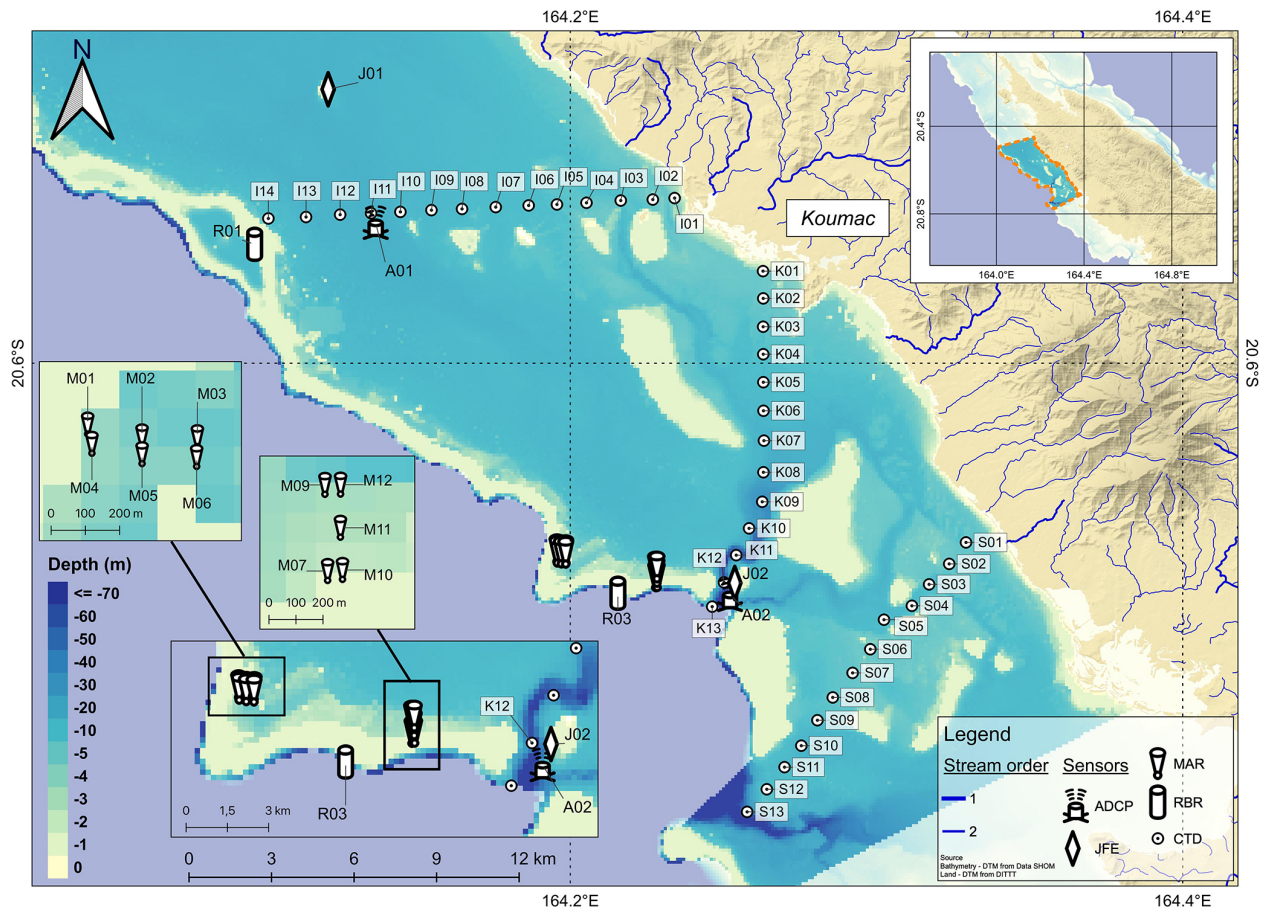 164.2°E
164.4°E
N
J01
20.4°S
20.8°S
164.0°E
164.4°E
164.8°E
I14
I13
I12
I11
I10
I09
I08
I07
I06
I05
I04
I03
I02
I01
R01
A01
Koumac
K01
K02
K03
K04
K05
K06
K07
K08
K09
K10
K11
K12
K13
20.6°S
20.6°S
M01
M02
M03
M04
M05
M06
0 100 200 m
M09
M12
M11
M07
M10
0 100 200 m
J02
A02
R03
S01
S02
S03
S04
S05
S06
S07
S08
S09
S10
S11
S12
S13
Depth (m)
<= -70
-60
-50
-40
-30
-20
-10
-5
-4
-3
-2
-1
0
K12
J02
A02
R03
0 1,5 3 km
0 3 6 9 12 km
Legend
Stream order
1
2
Sensors
ADCP
JFE
MAR
RBR
CTD
Source
Bathymetry - DTM from Data SHOM
Land - DTM from DITTT
164.2°E
164.4°E